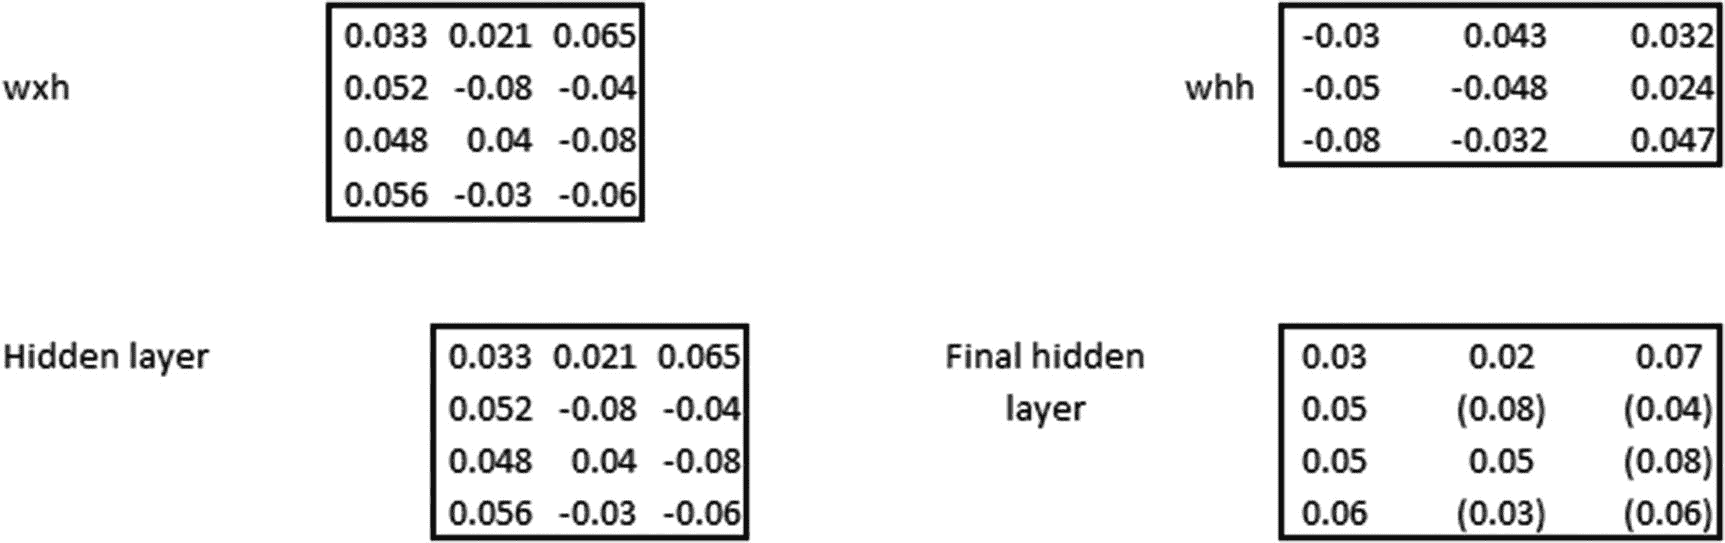 0.033 0.021 0.065 -0.03 0.043 0.032
wxh 0.052 -0.08 -0.04 whh -0.05 -0.048 0.024
0.048 0.04 -0.08 -0.08 -0.032 0.047
0.056 -0.03 -0.06
Hidden layer 0.033 0.021 0.065 Final hidden 0.03 0.02 0.07
0.052 -0.08 -0.04 layer 0.05 (0.08) (0.04)
0.048 0.04 -0.08 0.05 0.05 (0.08)
0.056 -0.03 -0.06 0.06 (0.03) (0.06)